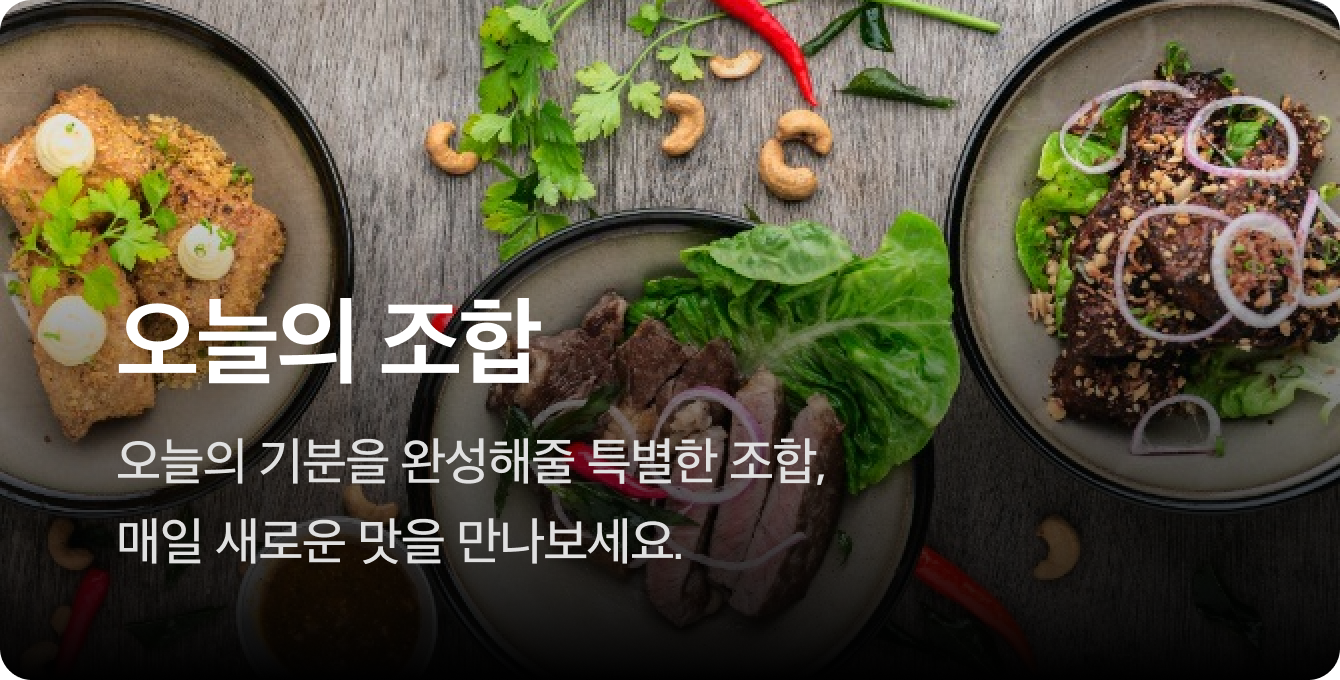 오늘의 조합
오늘의 기분을 완성해줄 특별한 조합,
매일 새로운 맛을 만나보세요.